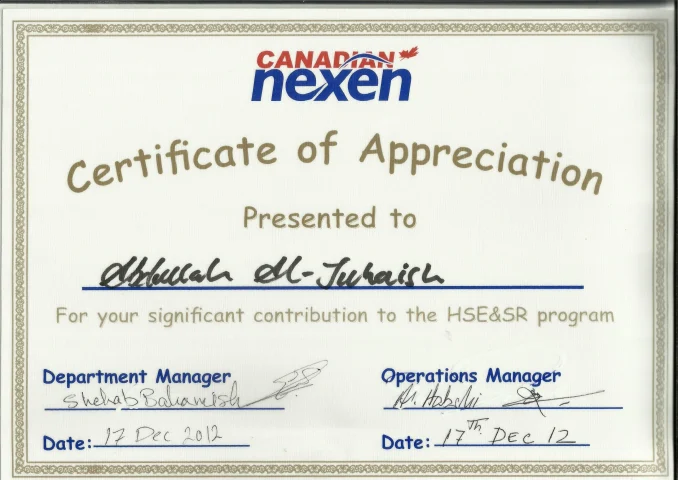 CANADIAN
nexen
Certificate of Appreciation
Presented to
Abdullah Al-Juhaish
For your significant contribution to the HSE&SR program
Department Manager
Shehab Bahamish
Date: 17 Dec 2012
Operations Manager
Date: 17th DEC 12